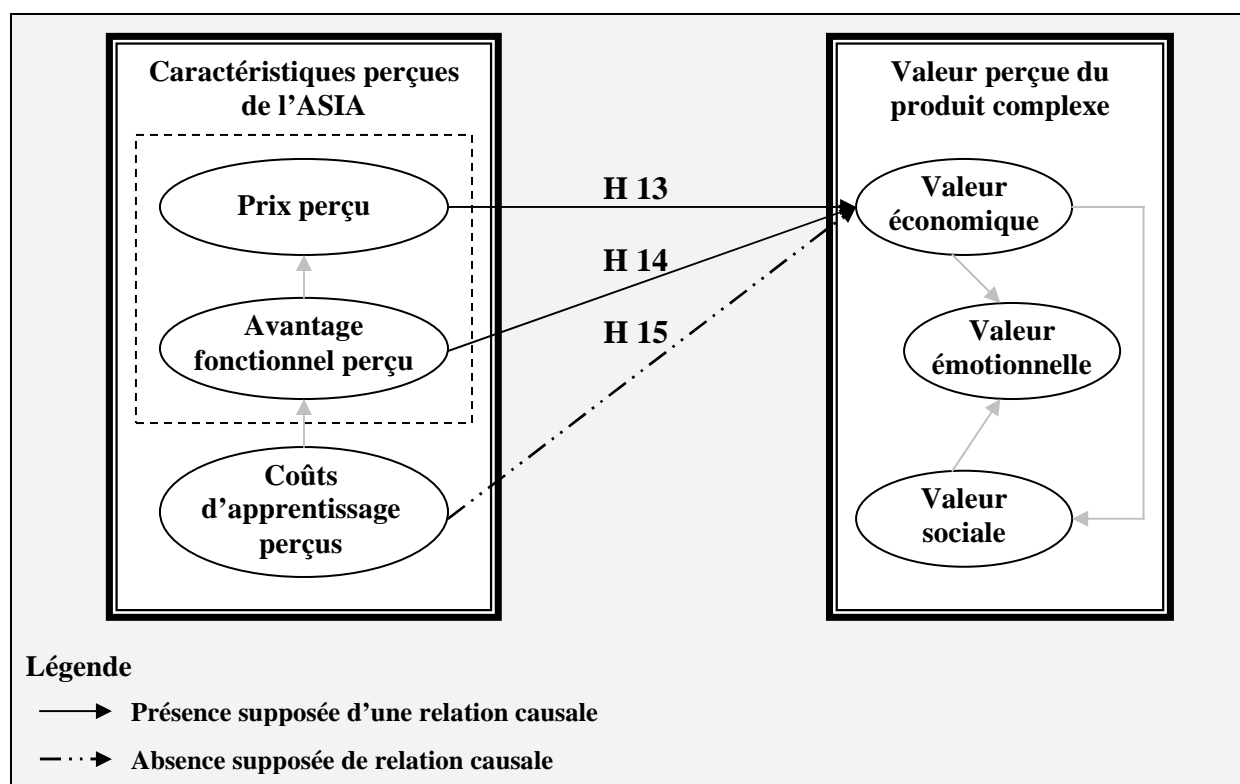 Caractéristiques perçues
de l'ASIA
Prix perçu
Avantage
fonctionnel perçu
Coûts
d'apprentissage
perçus
H 13
H 14
H 15
Valeur perçue du
produit complexe
Valeur
économique
Valeur
émotionnelle
Valeur
sociale
Légende
Présence supposée d'une relation causale
Absence supposée de relation causale